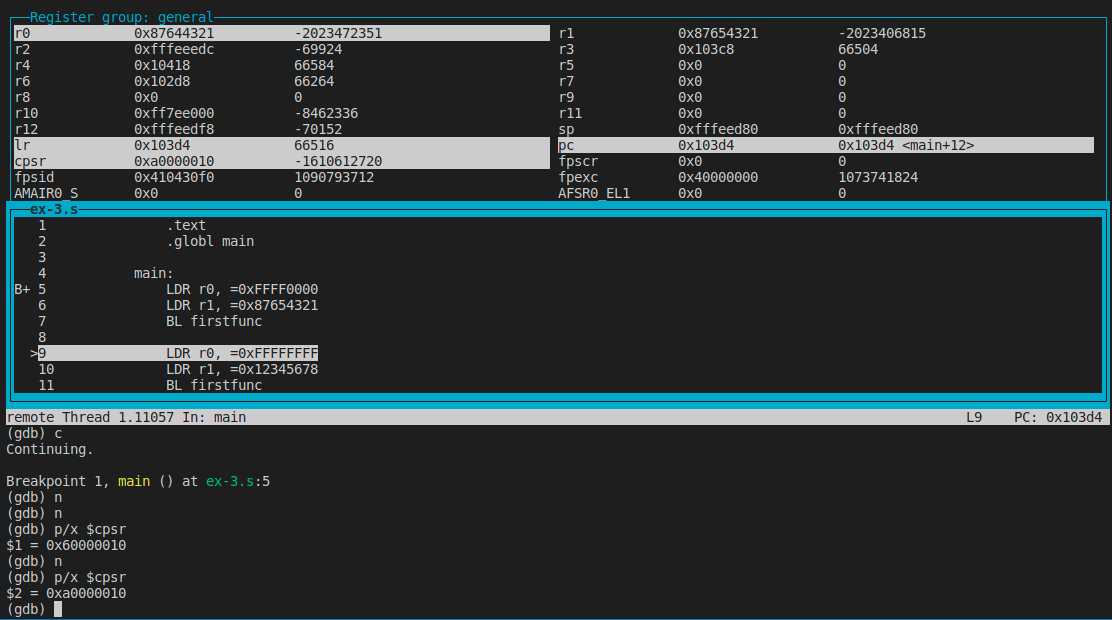 Register group: general
r0 0x87644321 -2023472351 r1 0x87654321 -2023406815
r2 0xfffeeedc -69924 r3 0x103c8 66504
r4 0x10418 66584 r5 0x0 0
r6 0x102d8 66264 r7 0x0 0
r8 0x0 0 r9 0x0 0
r10 0xff7ee000 -8462336 r11 0x0 0
r12 0xfffeedf8 -70152 sp 0xfffeed80 0xfffeed80
lr 0x103d4 66516 pc 0x103d4 0x103d4 <main+12>
cpsr 0xa0000010 -1610612720 fpscr 0x0 0
fpsid 0x410430f0 1090793712 fpexc 0x40000000 1073741824
AMAIR0_S 0x0 0 AFSR0_EL1 0x0 0
ex-3.s
1 .text
2 .globl main
3
4 main:
B+ 5 LDR r0, =0xFFFF0000
6 LDR r1, =0x87654321
7 BL firstfunc
8
>9 LDR r0, =0xFFFFFFFF
10 LDR r1, =0x12345678
11 BL firstfunc
remote Thread 1.11057 In: main L9 PC: 0x103d4
(gdb) c
Continuing.
Breakpoint 1, main () at ex-3.s:5
(gdb) n
(gdb) n
(gdb) p/x $cpsr
$1 = 0x60000010
(gdb) n
(gdb) p/x $cpsr
$2 = 0xa0000010
(gdb)